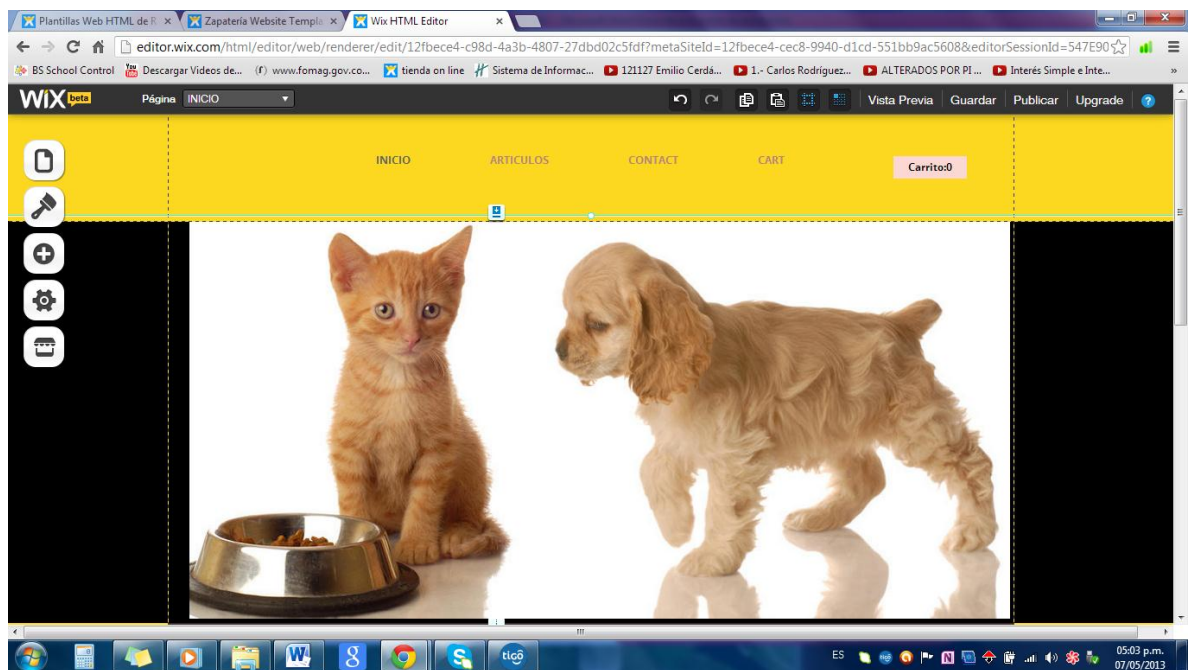 Plantillas Web HTML de R
Zapatería Website Templa
Wix HTML Editor
editor.wix.com/html/editor/web/renderer/edit/12fbece4-c98d-4a3b-4807-27dbd02c5fdf?metaSiteId=12fbece4-cec8-9940-d1cd-551bb9ac5608&editorSessionId=547E90
BS School Control Descargar Videos de... www.fomag.gov.co... tienda on line Sistema de Informac... 121127 Emilio Cerdá... 1.- Carlos Rodriguez... ALTERADOS POR PI ... Interés Simple e Inte... »
WiX beta Página INICIO Vista Previa Guardar Publicar Upgrade ?
INICIO ARTICULOS CONTACT CART Carrito:0
W 8 S tigo ES N 05:03 p.m.
07/05/2013